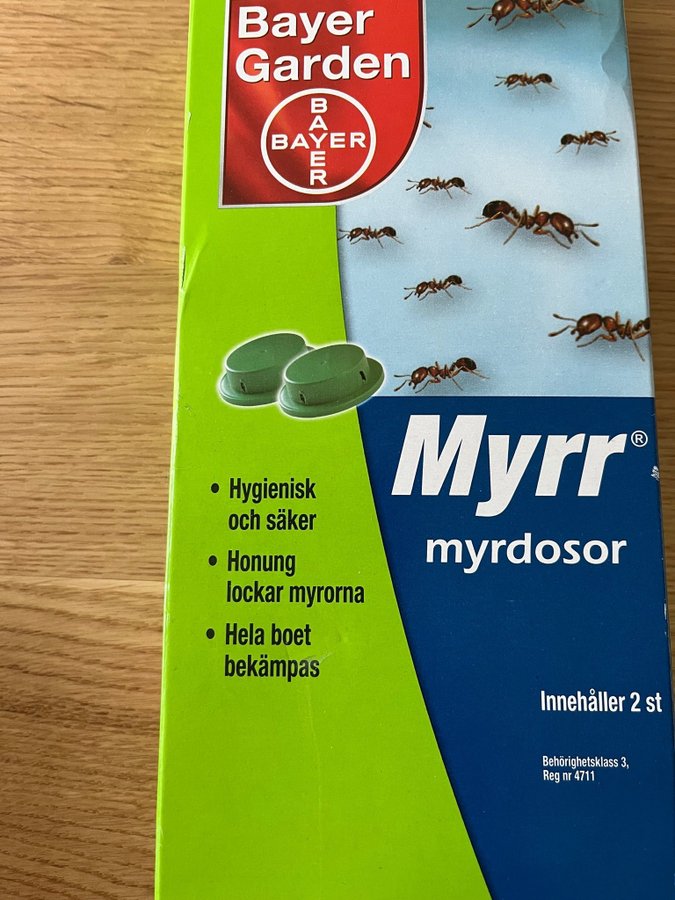 Bayer
Garden
BAYER
BAYER
Myrr®
myrdosor
• Hygienisk
och säker
• Honung
lockar myrorna
• Hela boet
bekämpas
Innehåller 2 st
Behörighetsklass 3,
Reg nr 4711